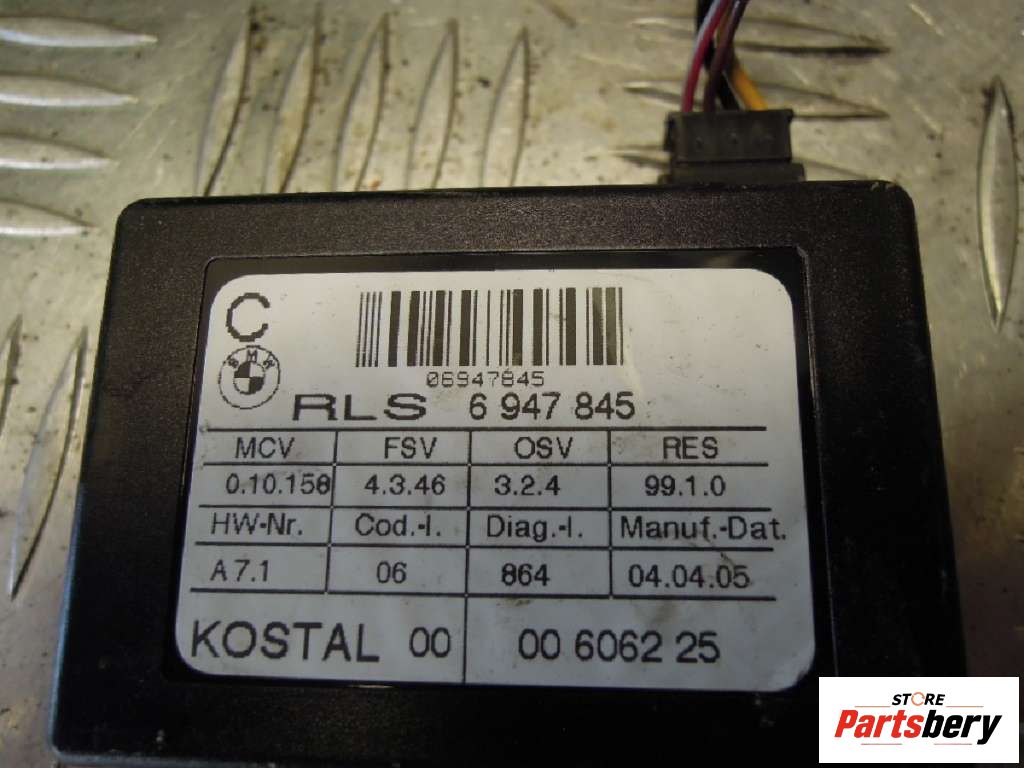 C
BMW
06947845
RLS 6 947 845
MCV FSV OSV RES
0.10.158 4.3.46 3.2.4 99.1.0
HW-Nr. Cod.-I. Diag.-I. Manuf.-Dat.
A 7.1 06 864 04.04.05
KOSTAL 00 00 6062 25
STORE
Partsbery